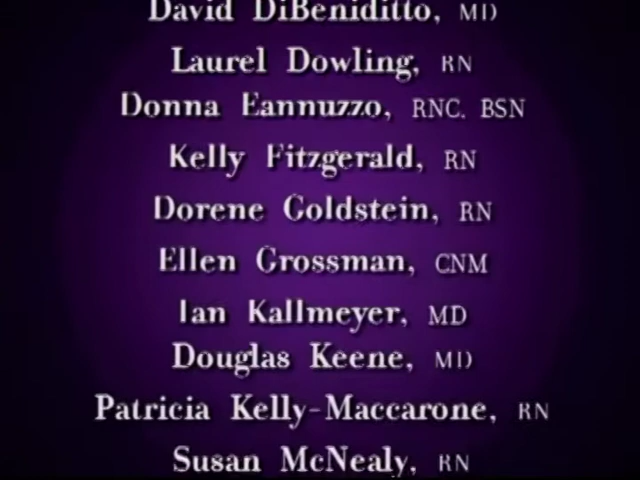 David DiBeniditto, MD
Laurel Dowling, RN
Donna Eannuzzo, RNC. BSN
Kelly Fitzgerald, RN
Dorene Goldstein, RN
Ellen Grossman, CNM
Ian Kallmeyer, MD
Douglas Keene, MD
Patricia Kelly-Maccarone, RN
Susan McNealy, RN